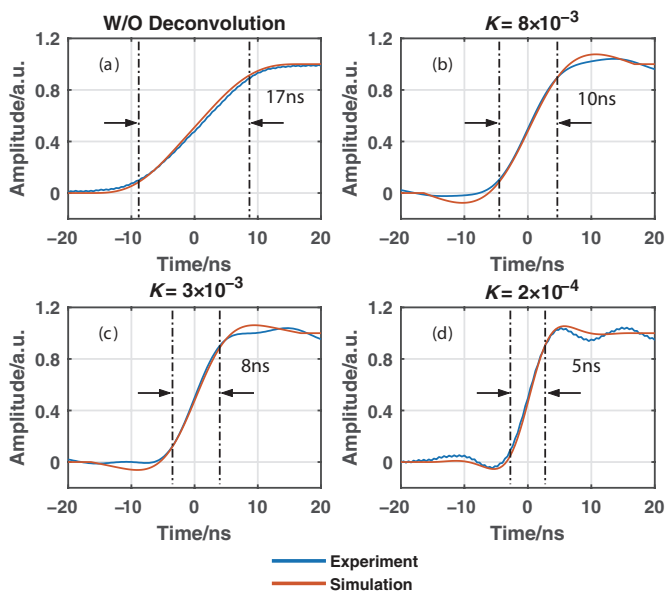 W/O Deconvolution
K = 8×10⁻³
1.2
0.8
0.4
0
Amplitude/a.u.
(a)
17ns
−20
−10
0
10
20
Time/ns
1.2
0.8
0.4
0
Amplitude/a.u.
(b)
10ns
−20
−10
0
10
20
Time/ns
K = 3×10⁻³
K = 2×10⁻⁴
1.2
0.8
0.4
0
Amplitude/a.u.
(c)
8ns
−20
−10
0
10
20
Time/ns
1.2
0.8
0.4
0
Amplitude/a.u.
(d)
5ns
−20
−10
0
10
20
Time/ns
Experiment
Simulation